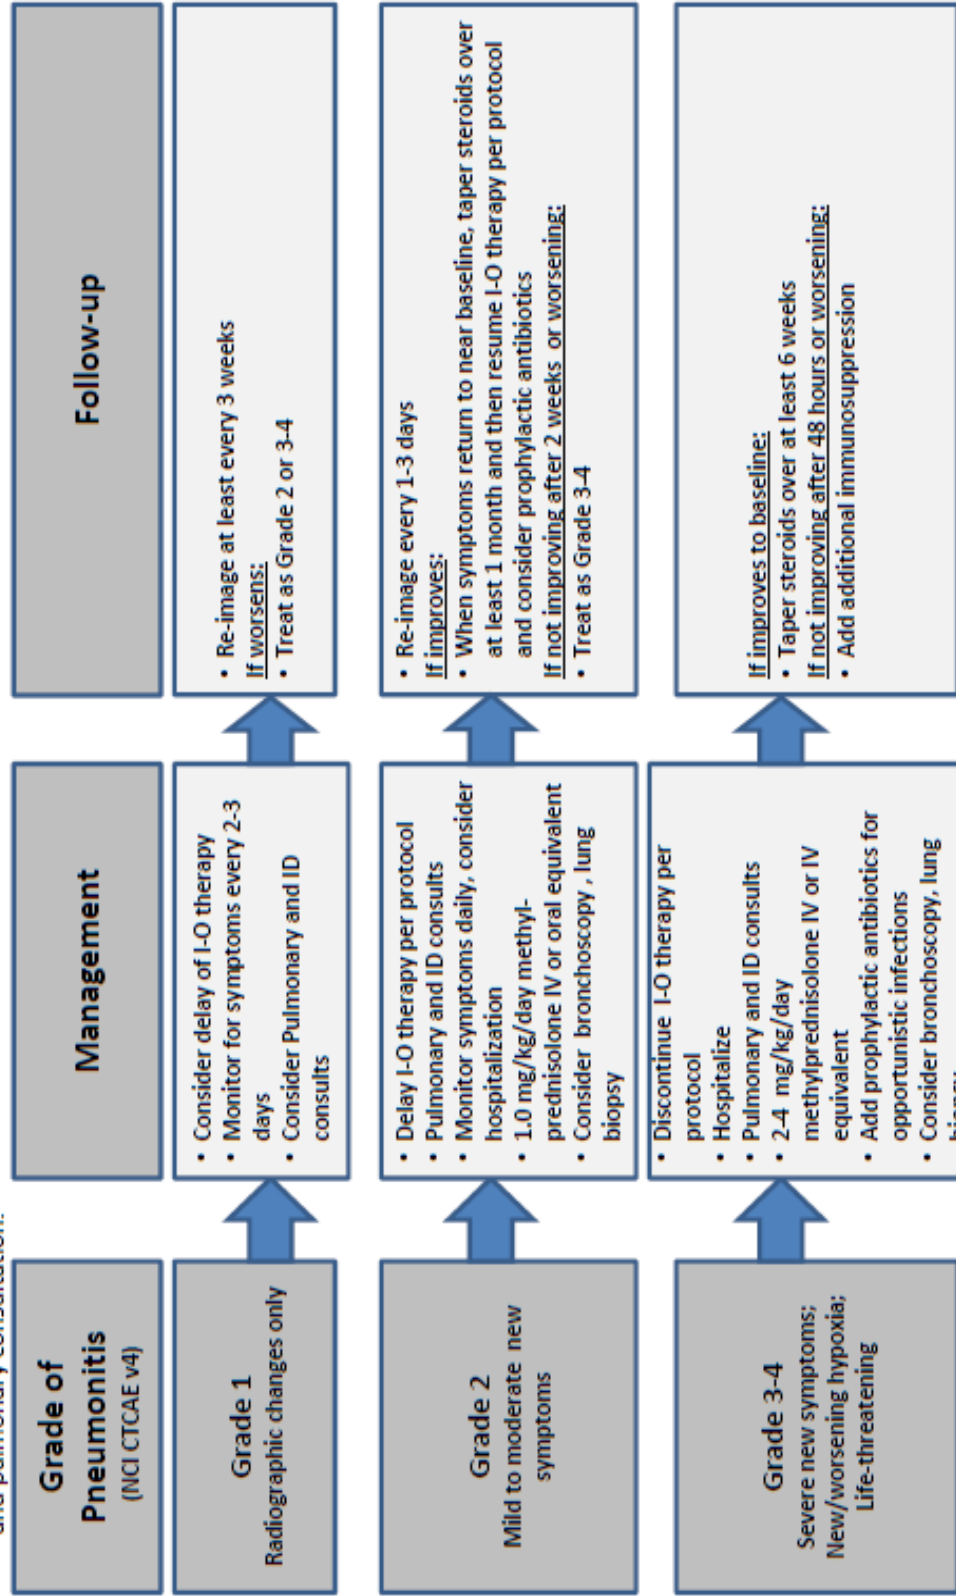 and pulmonary consultation.
Grade of
Pneumonitis
(NCI CTCAE v4)
Management
Follow-up
Grade 1
Radiographic changes only
• Consider delay of I-O therapy
• Monitor for symptoms every 2-3
days
• Consider Pulmonary and ID
consults
• Re-image at least every 3 weeks
If worsens:
• Treat as Grade 2 or 3-4
Grade 2
Mild to moderate new
symptoms
• Delay I-O therapy per protocol
• Pulmonary and ID consults
• Monitor symptoms daily, consider
hospitalization
• 1.0 mg/kg/day methyl-
prednisolone IV or oral equivalent
• Consider bronchoscopy, lung
biopsy
• Re-image every 1-3 days
If improves:
• When symptoms return to near baseline, taper steroids over
at least 1 month and then resume I-O therapy per protocol
and consider prophylactic antibiotics
If not improving after 2 weeks or worsening:
• Treat as Grade 3-4
Grade 3-4
Severe new symptoms;
New/worsening hypoxia;
Life-threatening
• Discontinue I-O therapy per
protocol
• Hospitalize
• Pulmonary and ID consults
• 2-4 mg/kg/day
methylprednisolone IV or IV
equivalent
• Add prophylactic antibiotics for
opportunistic infections
• Consider bronchoscopy, lung
If improves to baseline:
• Taper steroids over at least 6 weeks
If not improving after 48 hours or worsening:
• Add additional immunosuppression